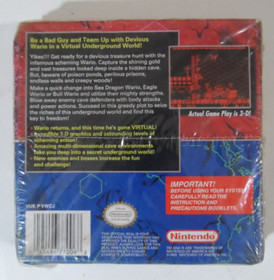 Be a Bad Guy and Team Up with Devious
Wario in a Virtual Underground World!
Yikes!!! Get ready for a devious treasure hunt with the
infamous scheming Wario. Capture the shining gold
and vast treasures locked deep inside a hidden cave.
But, beware of poison ponds, perilous prisons,
endless walls and creepy woods!
Make a quick change into Sea Dragon Wario, Eagle
Wario or Bull Wario and utilize their mighty strengths.
Blow away enemy cave defenders with body attacks
and power actions. Succeed in this greedy plot to seize
the riches of this underground world and find this
key to freedom!
Actual Game Play is 3-D!
• Wario returns, and this time he's gone VIRTUAL!
• Incredible 3-D graphics and astounding levels of
scheming action!
• Amazing multi-dimensional cave environments
take you deep into a secret underground world!
• New enemies and bosses increase the fun
and challenge!
IMPORTANT!
BEFORE USING YOUR SYSTEM,
CAREFULLY READ THE
INSTRUCTION AND
PRECAUTIONS BOOKLETS.
Nintendo